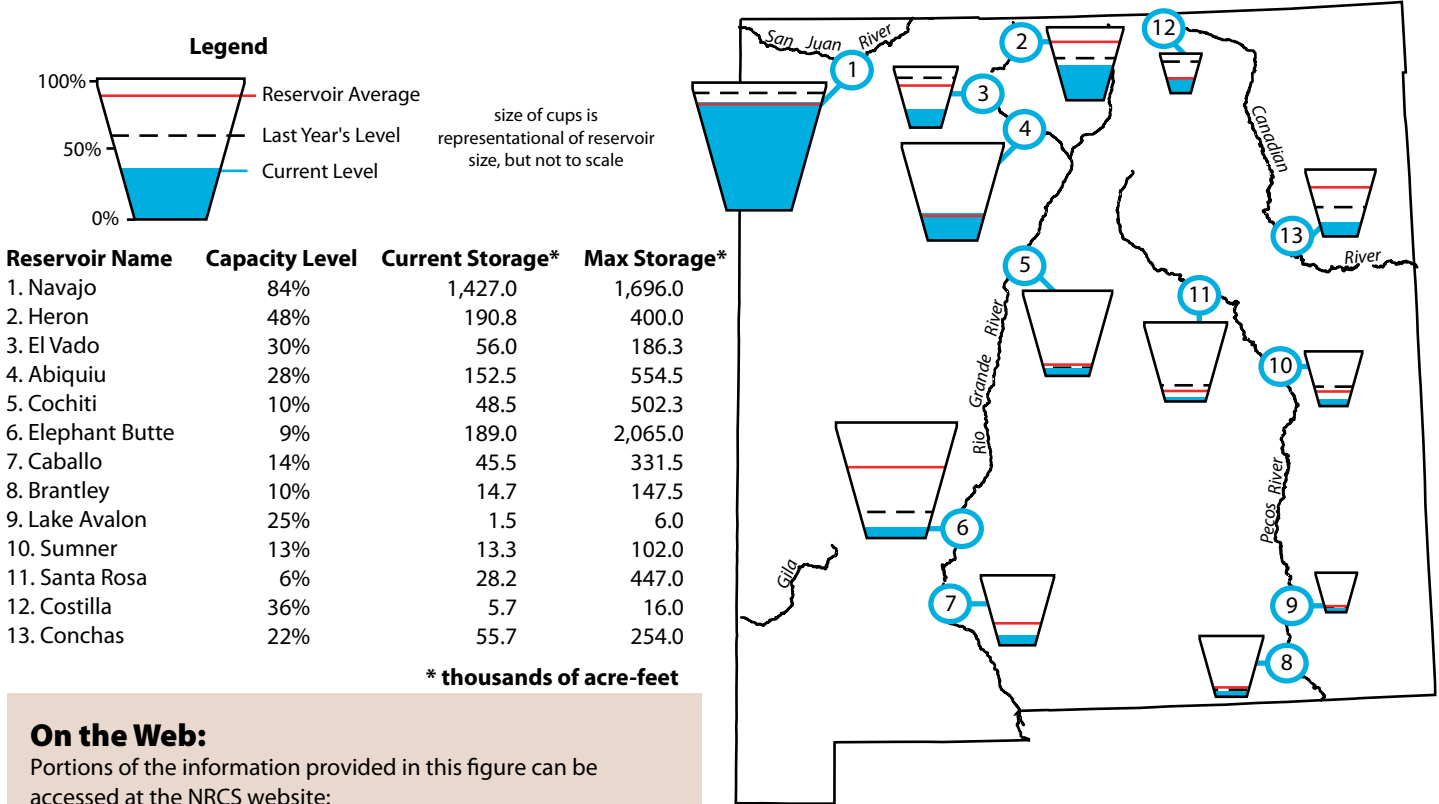 Legend
100%
50%
0%
Reservoir Average
Last Year's Level
Current Level
size of cups is
representational of reservoir
size, but not to scale
Reservoir Name Capacity Level Current Storage* Max Storage*
1. Navajo 84% 1,427.0 1,696.0
2. Heron 48% 190.8 400.0
3. El Vado 30% 56.0 186.3
4. Abiquiu 28% 152.5 554.5
5. Cochiti 10% 48.5 502.3
6. Elephant Butte 9% 189.0 2,065.0
7. Caballo 14% 45.5 331.5
8. Brantley 10% 14.7 147.5
9. Lake Avalon 25% 1.5 6.0
10. Sumner 13% 13.3 102.0
11. Santa Rosa 6% 28.2 447.0
12. Costilla 36% 5.7 16.0
13. Conchas 22% 55.7 254.0
* thousands of acre-feet
On the Web:
Portions of the information provided in this figure can be
accessed at the NRCS website:
San Juan River
1
2
3
4
12
Canadian
13
River
5
11
10
Rio Grande River
6
Pecos River
Gila
7
9
8